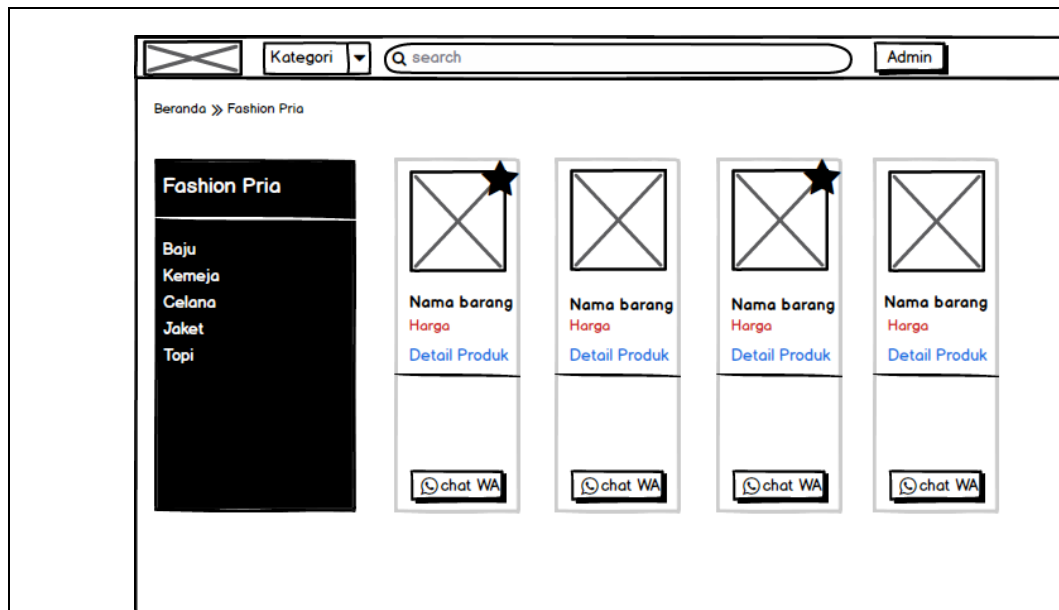 Kategori
search
Admin
Beranda » Fashion Pria
Fashion Pria
Baju
Kemeja
Celana
Jaket
Topi
Nama barang
Harga
Detail Produk
chat WA
Nama barang
Harga
Detail Produk
chat WA
Nama barang
Harga
Detail Produk
chat WA
Nama barang
Harga
Detail Produk
chat WA